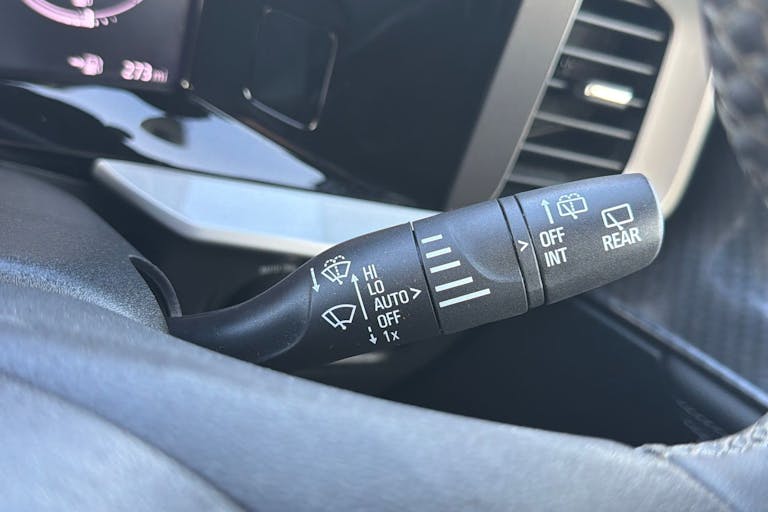 273 mi
HI
LO
AUTO >
OFF
1x
>
OFF
INT
REAR